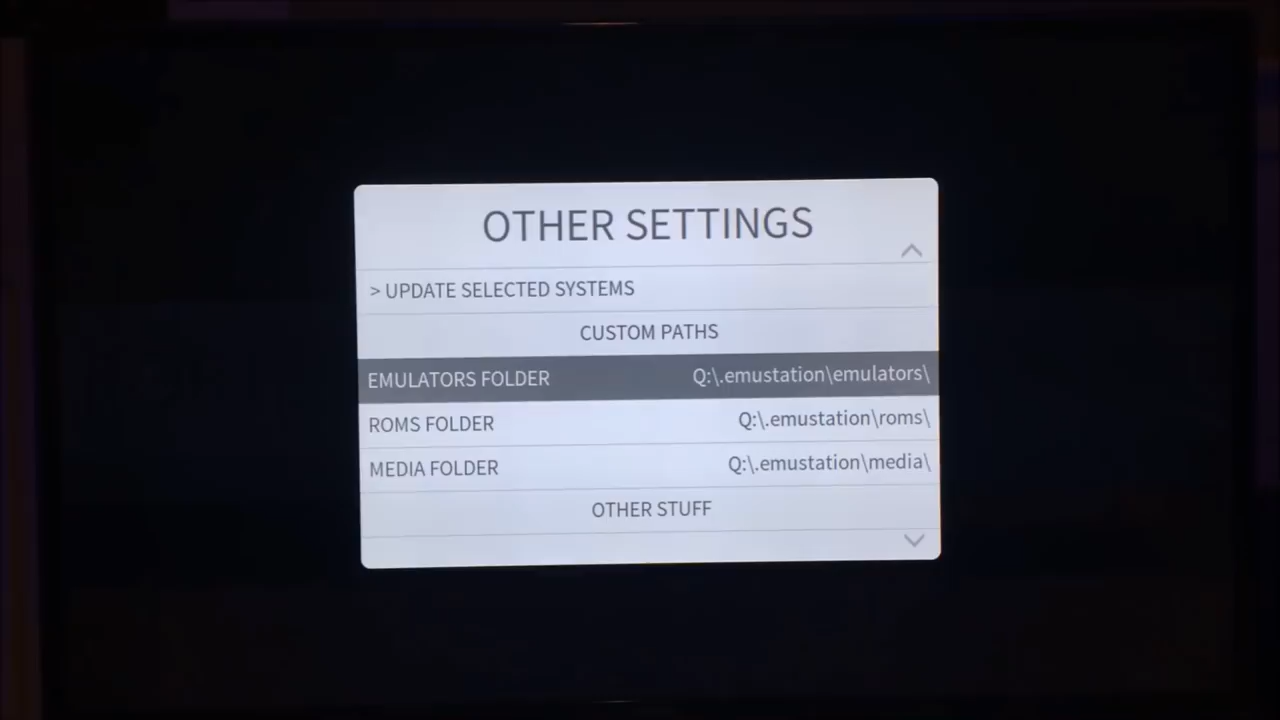 OTHER SETTINGS
> UPDATE SELECTED SYSTEMS
CUSTOM PATHS
EMULATORS FOLDER Q:\.emustation\emulators\
ROMS FOLDER Q:\.emustation\roms\
MEDIA FOLDER Q:\.emustation\media\
OTHER STUFF